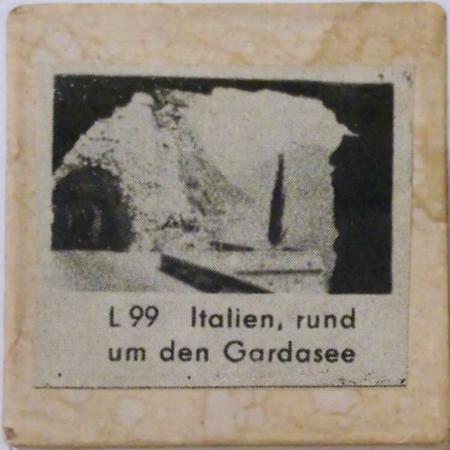 L 99 Italien, rund
um den Gardasee